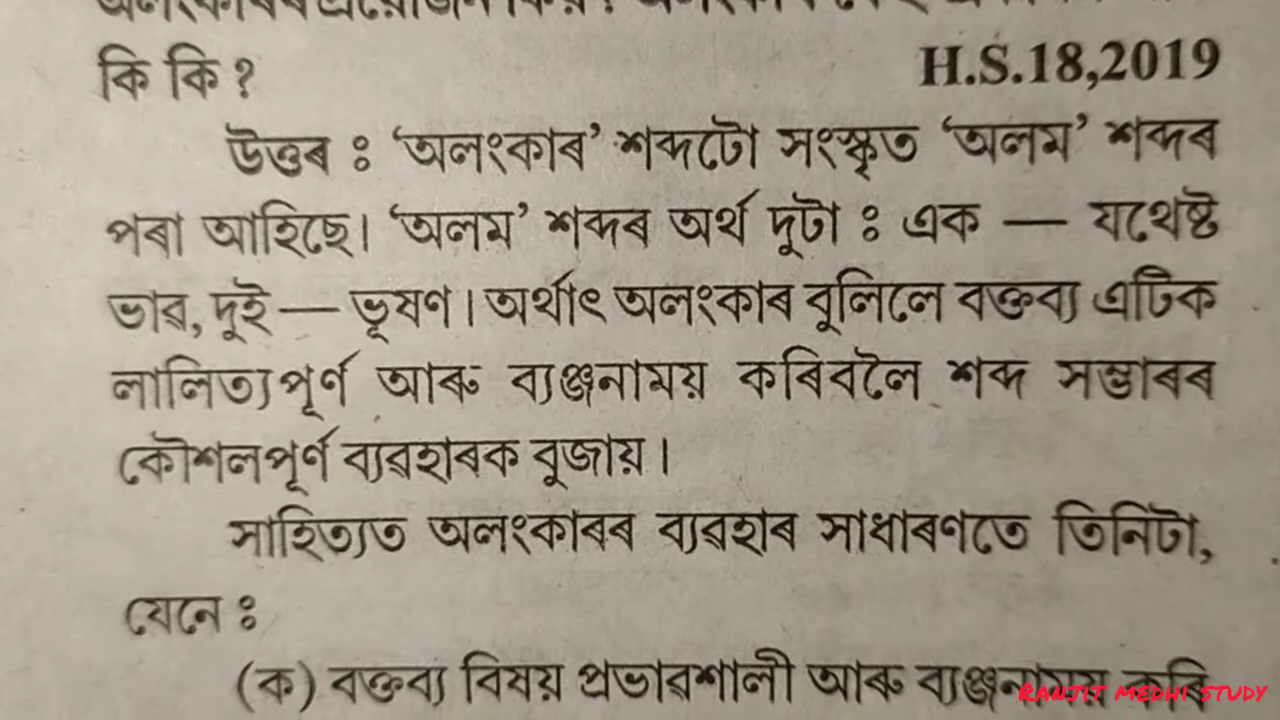 কি কি ? H.S.18,2019
উত্তৰ : ‘অলংকাৰ’ শব্দটো সংস্কৃত ‘অলম’ শব্দৰ
পৰা আহিছে। ‘অলম’ শব্দৰ অৰ্থ দুটা : এক — যথেষ্ট
ভাৱ, দুই — ভূষণ। অৰ্থাৎ অলংকাৰ বুলিলে বক্তব্য এটিক
লালিত্যপূৰ্ণ আৰু ব্যঞ্জনাময় কৰিবলৈ শব্দ সম্ভাৰৰ
কৌশলপূৰ্ণ ব্যৱহাৰক বুজায়।
সাহিত্যত অলংকাৰৰ ব্যৱহাৰ সাধাৰণতে তিনিটা,
যেনে :
(ক) বক্তব্য বিষয় প্ৰভাৱশালী আৰু ব্যঞ্জনাময় কৰি
RANJIT MEDHI STUDY